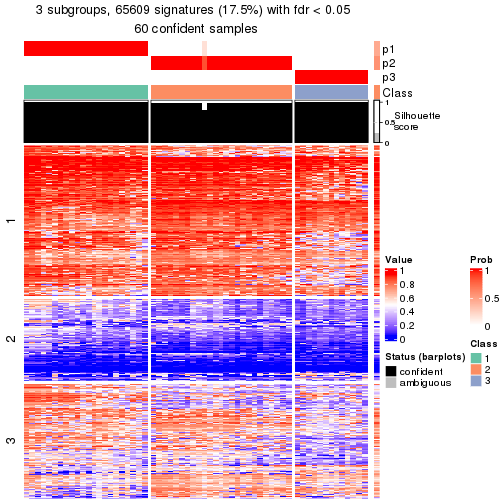 3 subgroups, 65609 signatures (17.5%) with fdr < 0.05
60 confident samples
p1
p2
p3
Class
1
0.5
0
Silhouette
score
1
2
3
Value
1
0.8
0.6
0.4
0.2
0
Prob
1
0.5
0
Status (barplots)
confident
ambiguous
Class
1
2
3